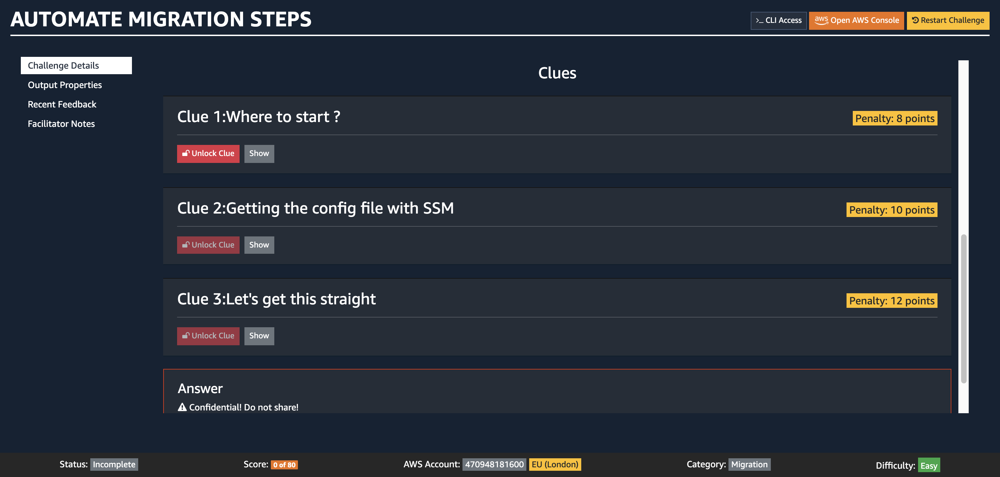 AUTOMATE MIGRATION STEPS
>_ CLI Access
aws Open AWS Console
Restart Challenge
Challenge Details
Output Properties
Recent Feedback
Facilitator Notes
Clues
Clue 1:Where to start ?
Penalty: 8 points
Unlock Clue
Show
Clue 2:Getting the config file with SSM
Penalty: 10 points
Unlock Clue
Show
Clue 3:Let's get this straight
Penalty: 12 points
Unlock Clue
Show
Answer
Confidential! Do not share!
Status: Incomplete
Score: 0 of 80
AWS Account: 470948181600 EU (London)
Category: Migration
Difficulty: Easy